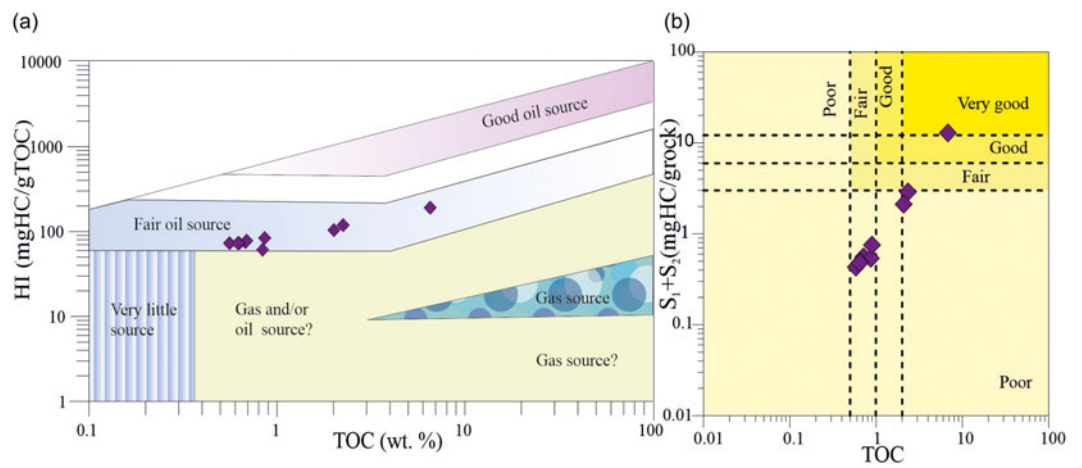 (a)
10000
1000
100
10
1
HI (mgHC/gTOC)
Good oil source
Fair oil source
Very little
source
Gas and/or
oil source?
Gas source
Gas source?
0.1
1
10
100
TOC (wt. %)
(b)
100
10
1
0.1
0.01
S1+S2(mgHC/grock)
Poor
Fair
Good
Very good
Good
Fair
Poor
0.01
0.1
1
10
100
TOC